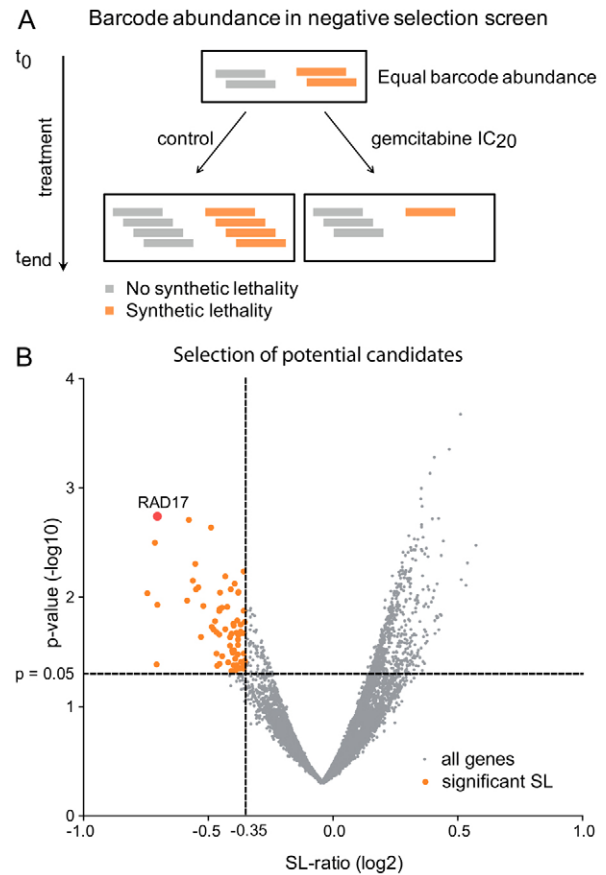 A Barcode abundance in negative selection screen
t0
Equal barcode abundance
control
gemcitabine IC20
treatment
tend
No synthetic lethality
Synthetic lethality
B Selection of potential candidates
4
3
2
1
0
p-value (-log10)
RAD17
p = 0.05
all genes
significant SL
-1.0
-0.5
-0.35
0.0
0.5
1.0
SL-ratio (log2)